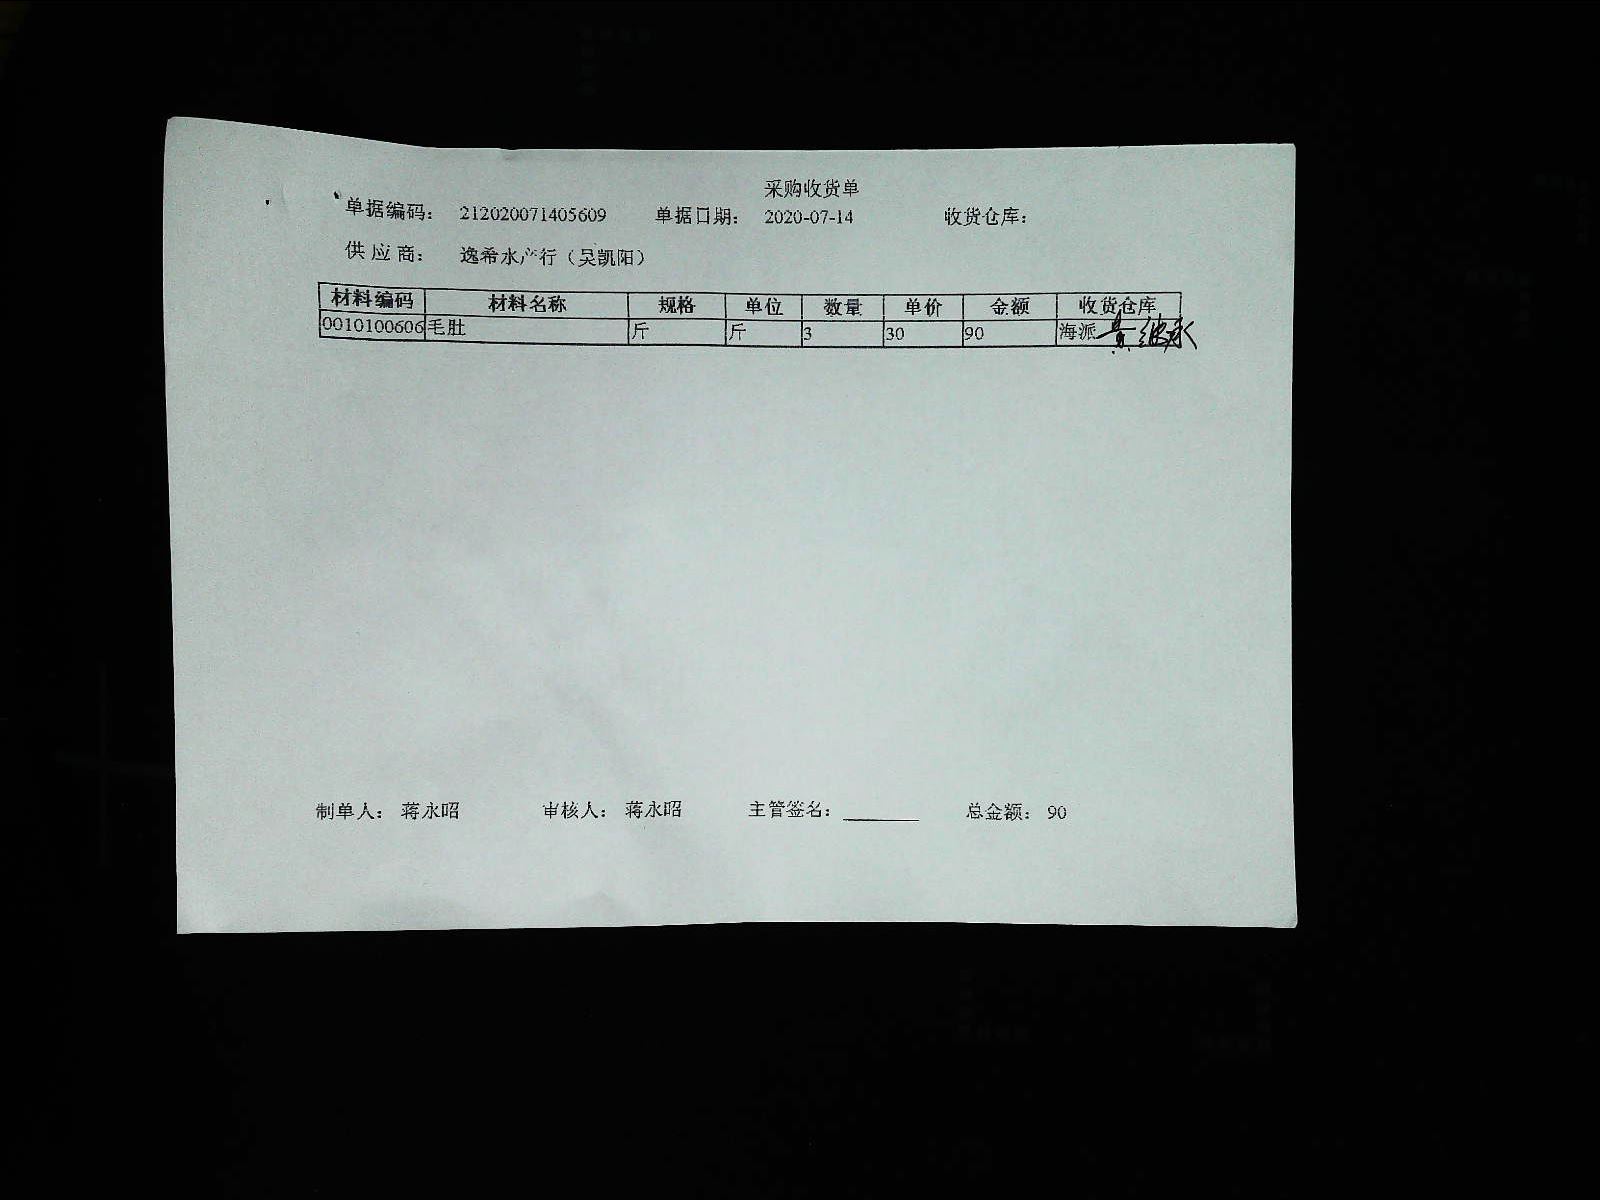 采购收货单
单据编码： 212020071405609 单据日期： 2020-07-14 收货仓库：
供应商： 逸希水产行（吴凯阳）
材料编码 材料名称 规格 单位 数量 单价 金额 收货仓库
0010100606 毛肚 斤 斤 3 30 90 海派
制单人： 蒋永昭 审核人： 蒋永昭 主管签名： 总金额： 90